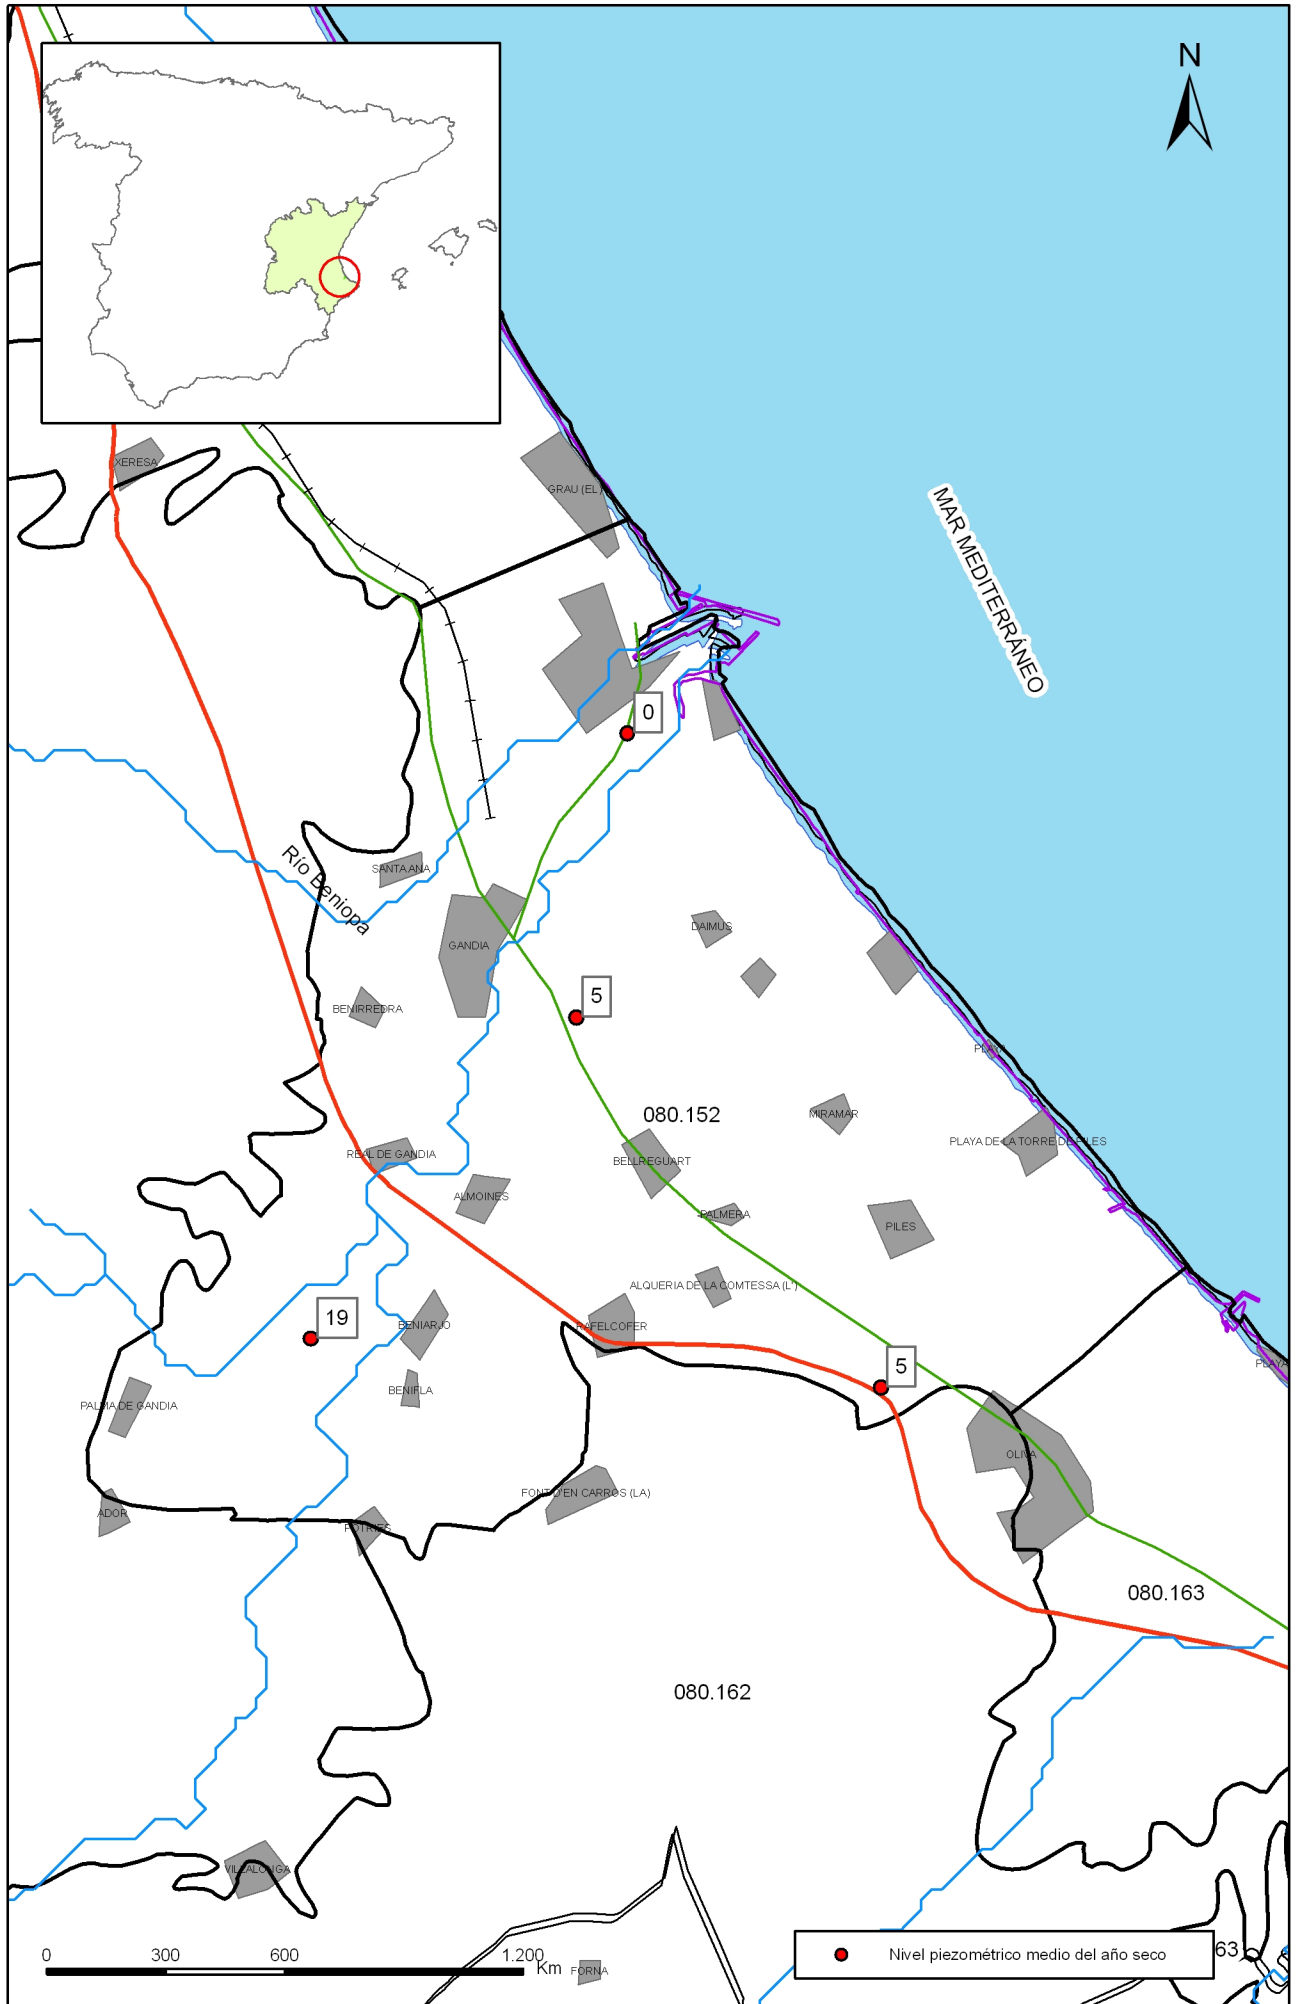 N
MAR MEDITERRÁNEO
XERESA
GRAU (EL)
0
Río Beniopa
SANTA ANA
GANDIA
DAIMUS
5
BENIRREDRA
PLAYA
080.152
MIRAMAR
PLAYA DE LA TORRE DE PILES
REAL DE GANDIA
BELLREGUART
ALMOINES
PALMERA
PILES
ALQUERIA DE LA COMTESSA (L')
19
BENIARJO
RAFELCOFER
5
PLAYA
BENIFLA
PALMA DE GANDIA
OLIVA
FONT D'EN CARROS (LA)
ADOR
POTRIES
080.163
080.162
VILLALONGA
63
Nivel piezométrico medio del año seco
0 300 600 1.200
Km
FORNA